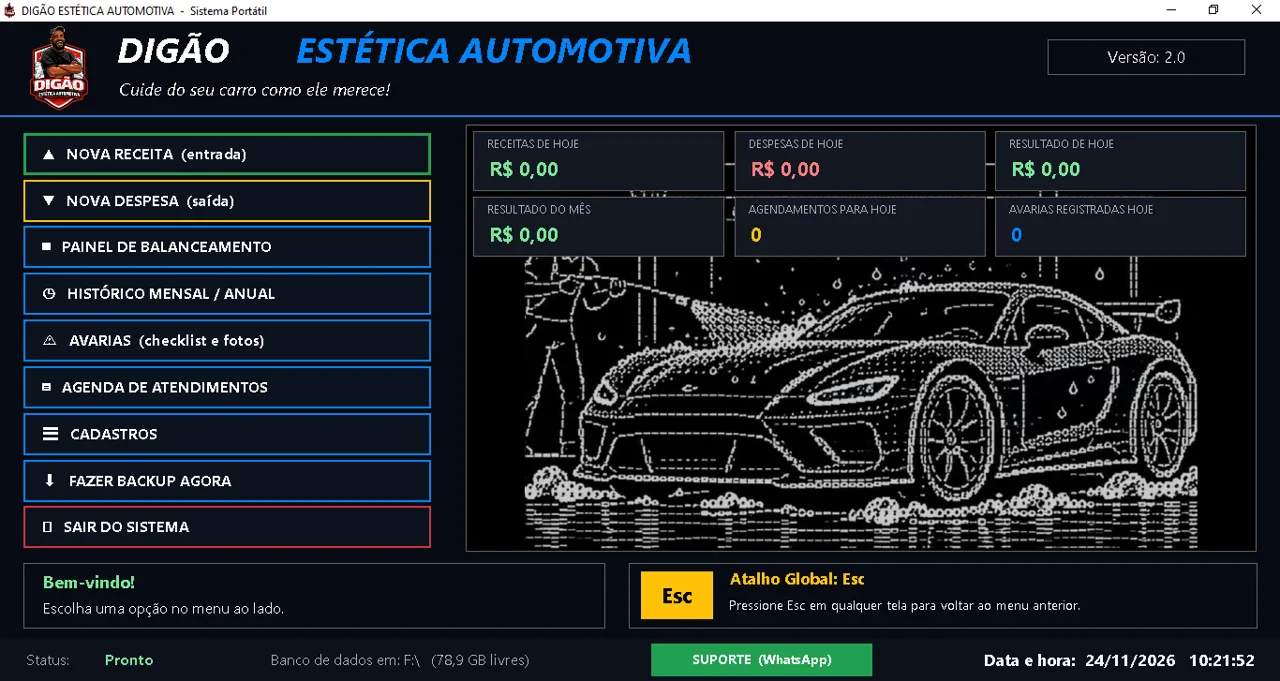 DIGÃO ESTÉTICA AUTOMOTIVA - Sistema Portátil
DIGÃO ESTÉTICA AUTOMOTIVA
Cuide do seu carro como ele merece!
Versão: 2.0
DIGÃO
ESTÉTICA AUTOMOTIVA
NOVA RECEITA (entrada)
NOVA DESPESA (saída)
PAINEL DE BALANCEAMENTO
HISTÓRICO MENSAL / ANUAL
AVARIAS (checklist e fotos)
AGENDA DE ATENDIMENTOS
CADASTROS
FAZER BACKUP AGORA
SAIR DO SISTEMA
RECEITAS DE HOJE
R$ 0,00
DESPESAS DE HOJE
R$ 0,00
RESULTADO DE HOJE
R$ 0,00
RESULTADO DO MÊS
R$ 0,00
AGENDAMENTOS PARA HOJE
0
AVARIAS REGISTRADAS HOJE
0
Bem-vindo!
Escolha uma opção no menu ao lado.
Esc
Atalho Global: Esc
Pressione Esc em qualquer tela para voltar ao menu anterior.
Status: Pronto
Banco de dados em: F:\ (78,9 GB livres)
SUPORTE (WhatsApp)
Data e hora: 24/11/2026 10:21:52